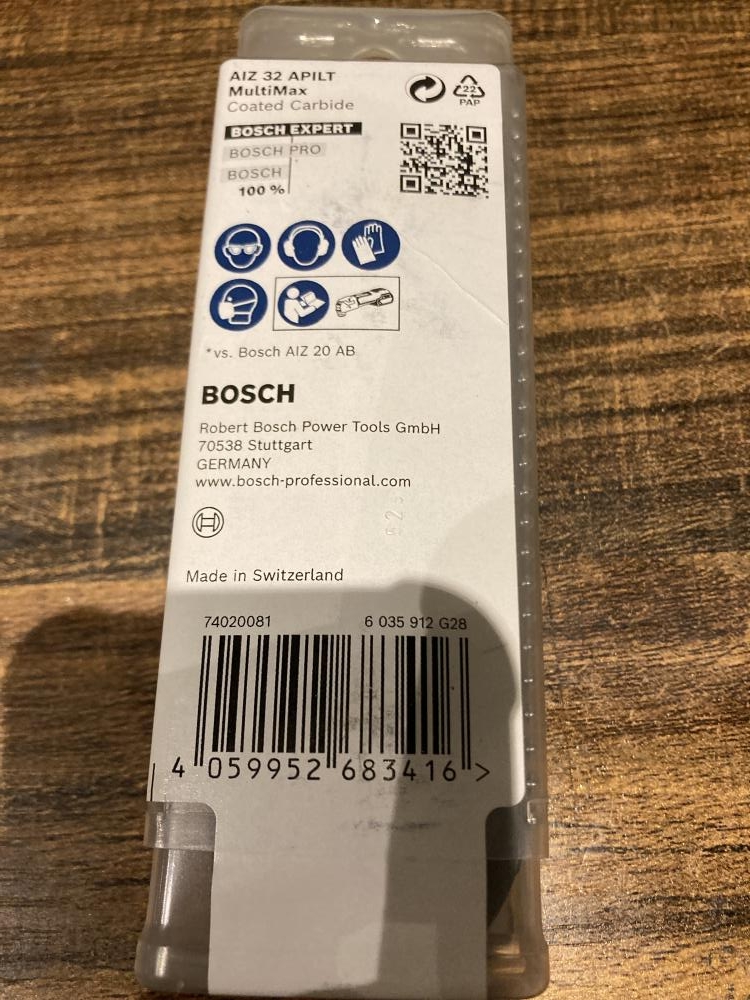 AIZ 32 APILT
MultiMax
Coated Carbide
22
PAP
BOSCH EXPERT
BOSCH PRO
BOSCH
100 %
*vs. Bosch AIZ 20 AB
BOSCH
Robert Bosch Power Tools GmbH
70538 Stuttgart
GERMANY
www.bosch-professional.com
Made in Switzerland
74020081 6 035 912 G28
4 059952 683416 >